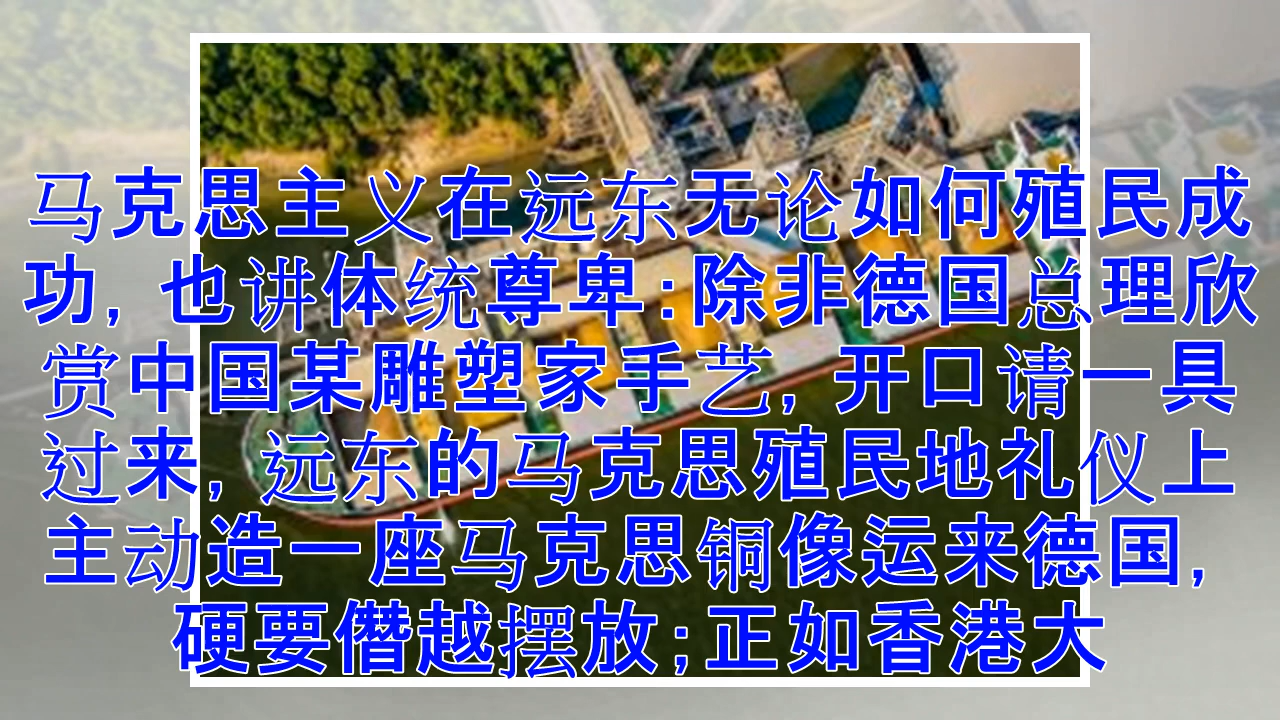 马克思主义在远东无论如何殖民成
功,也讲体统尊卑:除非德国总理欣
赏中国某雕塑家手艺,开口请一具
过来,远东的马克思殖民地礼仪上
主动造一座马克思铜像运来德国,
硬要僭越摆放;正如香港大